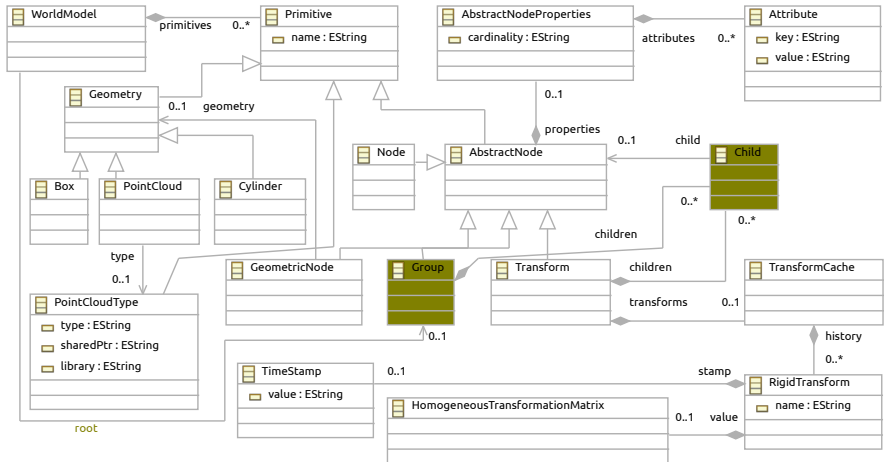 WorldModel
primitives
0..*
Primitive
name : EString
AbstractNodeProperties
cardinality : EString
attributes
0..*
Attribute
key : EString
value : EString
Geometry
0..1
geometry
0..1
properties
Node
AbstractNode
0..1
child
Child
0..*
0..*
Box
PointCloud
Cylinder
type
0..1
children
GeometricNode
Group
0..1
Transform
children
transforms
0..1
TransformCache
history
0..*
PointCloudType
type : EString
sharedPtr : EString
library : EString
root
TimeStamp
value : EString
0..1
stamp
RigidTransform
name : EString
HomogeneousTransformationMatrix
0..1
value